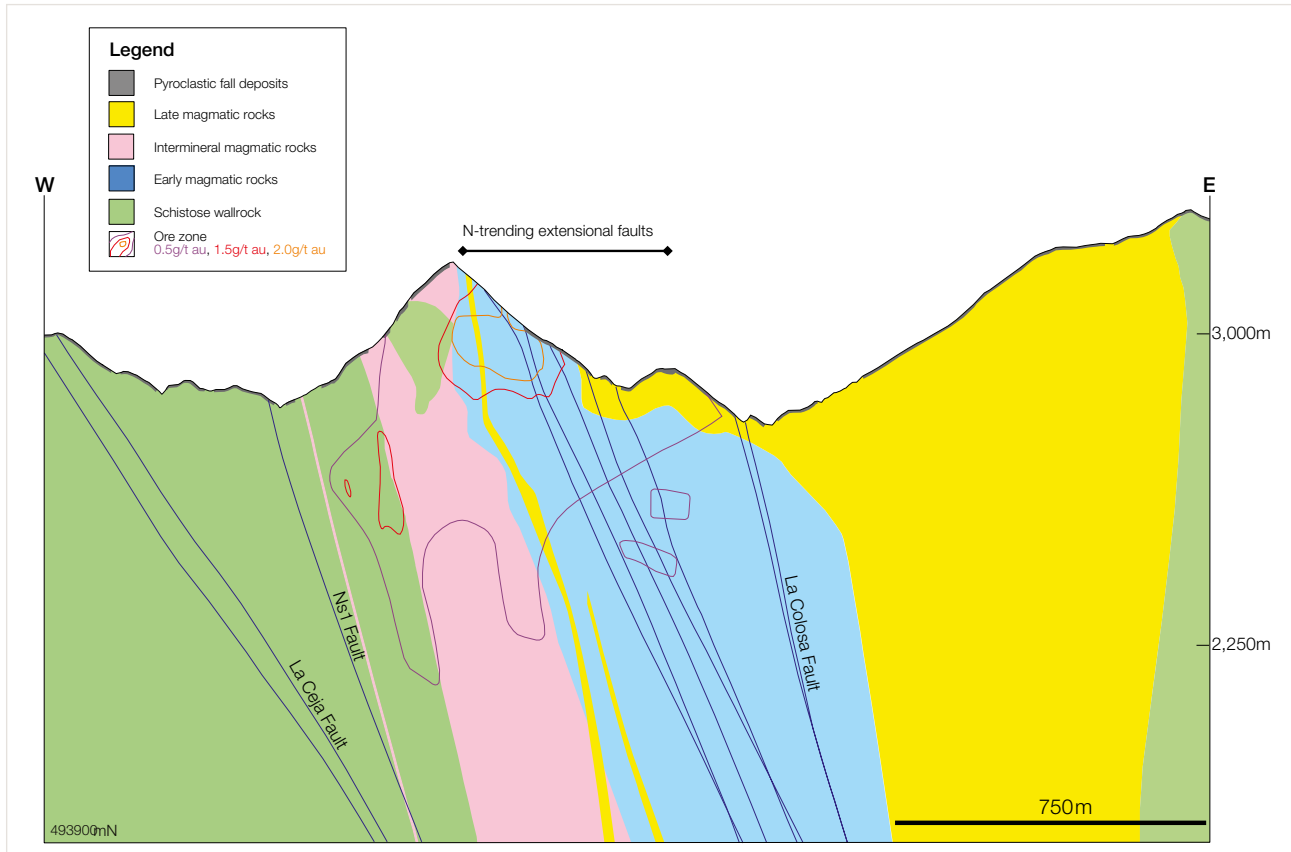 Legend
Pyroclastic fall deposits
Late magmatic rocks
Intermineral magmatic rocks
Early magmatic rocks
Schistose wallrock
Ore zone
0.5g/t au, 1.5g/t au, 2.0g/t au
W
E
N-trending extensional faults
3,000m
2,250m
Ns1 Fault
La Ceja Fault
La Colosa Fault
750m
493900mN